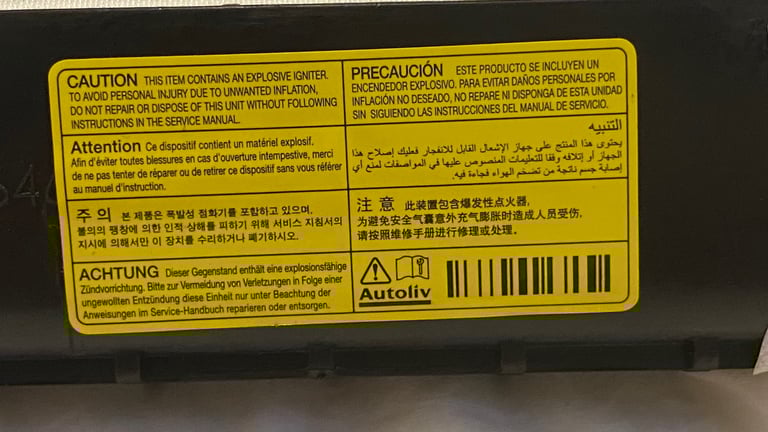 CAUTION THIS ITEM CONTAINS AN EXPLOSIVE IGNITER.
TO AVOID PERSONAL INJURY DUE TO UNWANTED INFLATION,
DO NOT REPAIR OR DISPOSE OF THIS UNIT WITHOUT FOLLOWING
INSTRUCTIONS IN THE SERVICE MANUAL.
PRECAUCIÓN ESTE PRODUCTO SE INCLUYEN UN
ENCENDEDOR EXPLOSIVO. PARA EVITAR DAÑOS PERSONALES POR
INFLACIÓN NO DESEADO, NO REPARE NI DISPONGA DE ESTA UNIDAD
SIN SIGUIENDO LAS INSTRUCCIONES DEL MANUAL DE SERVICIO.
Attention Ce dispositif contient un matériel explosif.
Afin d'éviter toutes blessures en cas d'ouverture intempestive, merci
de ne pas tenter de réparer ou de retirer ce dispositif sans vous référer
au manuel d'instruction.
التنبيه
يحتوى هذا المنتج على جهاز الإشعال القابل للانفجار فعليك إصلاح هذا
الجهاز أو إتلافه وفقا للتعليمات المنصوص عليها في المواصفات لمنع أي
إصابة جسم ناتجة من تضخم الهواء فجاءة فيه.
주 의 본 제품은 폭발성 점화기를 포함하고 있으며,
불의의 팽창에 의한 인적 상해를 피하기 위해 서비스 지침서의
지시에 의해서만 이 장치를 수리하거나 폐기하시오.
注 意 此装置包含爆发性点火器,
为避免安全气囊意外充气膨胀时造成人员受伤,
请按照维修手册进行修理或处理。
ACHTUNG Dieser Gegenstand enthält eine explosionsfähige
Zündvorrichtung. Bitte zur Vermeidung von Verletzungen in Folge einer
ungewollten Entzündung diese Einheit nur unter Beachtung der
Anweisungen im Service-Handbuch reparieren oder entsorgen.
Autoliv